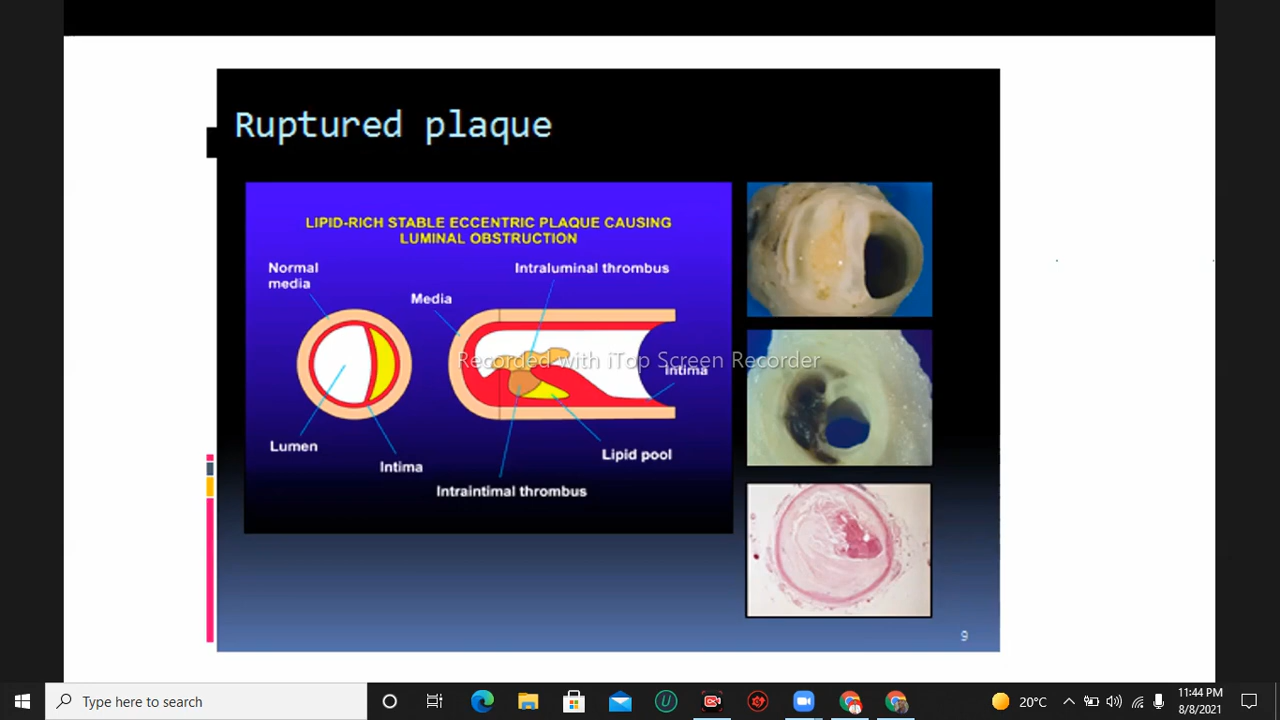 Ruptured plaque
LIPID-RICH STABLE ECCENTRIC PLAQUE CAUSING
LUMINAL OBSTRUCTION
Normal
media
Media
Intraluminal thrombus
Recorded with iTop Screen Recorder
Intima
Lumen
Intima
Lipid pool
Intraintimal thrombus
9
Type here to search
20°C
11:44 PM
8/8/2021